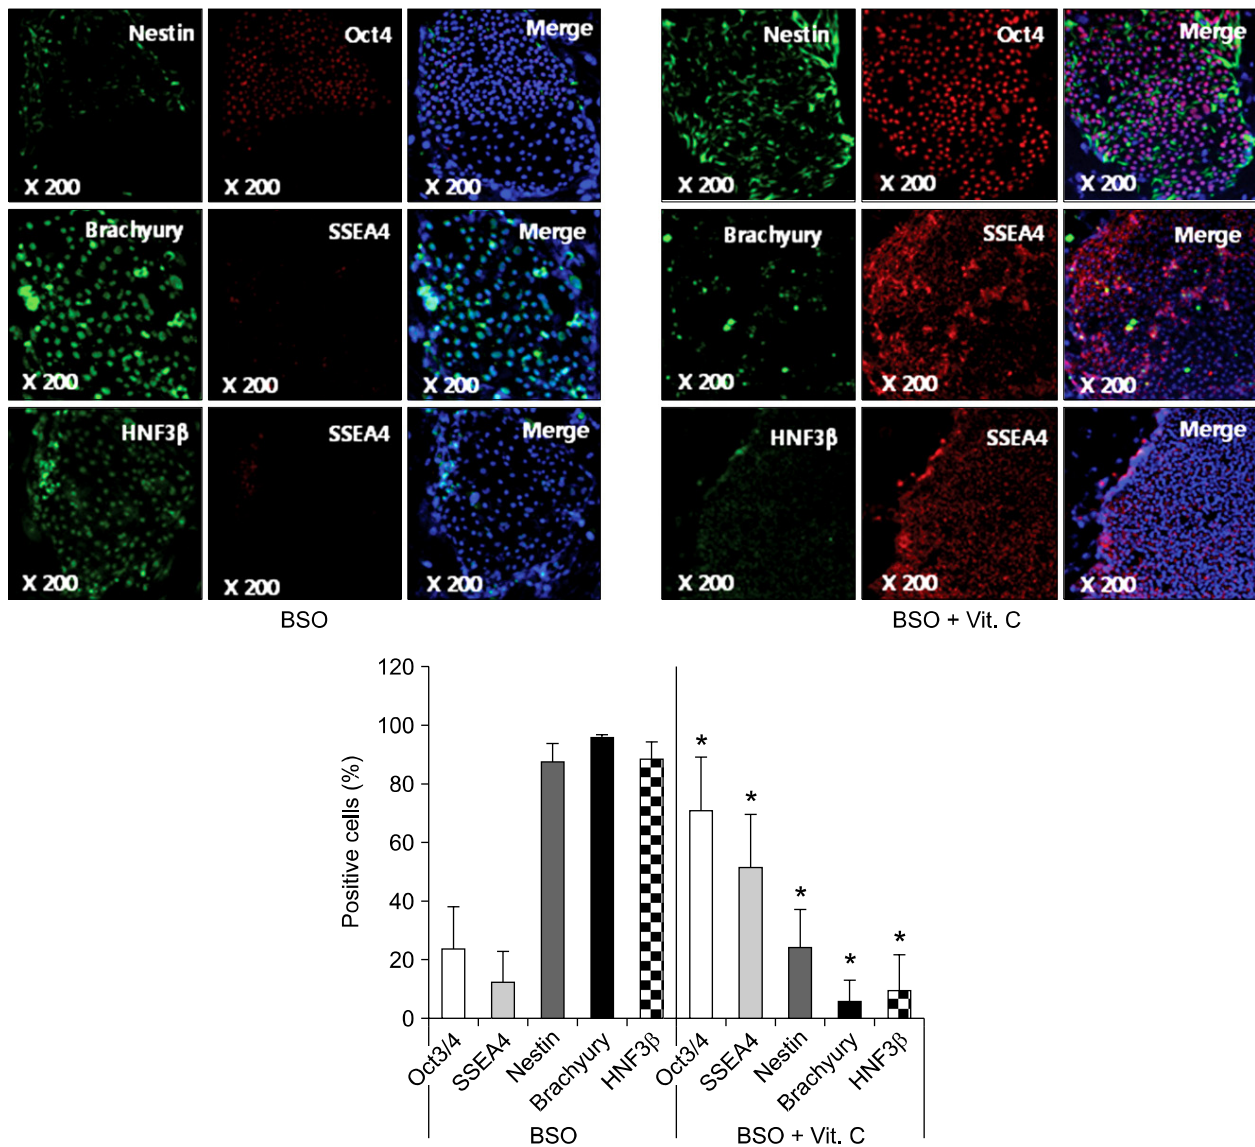 Nestin Oct4 Merge
X 200 X 200 X 200
Brachyury SSEA4 Merge
X 200 X 200 X 200
HNF3β SSEA4 Merge
X 200 X 200 X 200
BSO
Nestin Oct4 Merge
X 200 X 200 X 200
Brachyury SSEA4 Merge
X 200 X 200 X 200
HNF3β SSEA4 Merge
X 200 X 200 X 200
BSO + Vit. C
Positive cells (%)
120
100
80
60
40
20
0
* * * * *
Oct3/4 SSEA4 Nestin Brachyury HNF3β Oct3/4 SSEA4 Nestin Brachyury HNF3β
BSO BSO + Vit. C